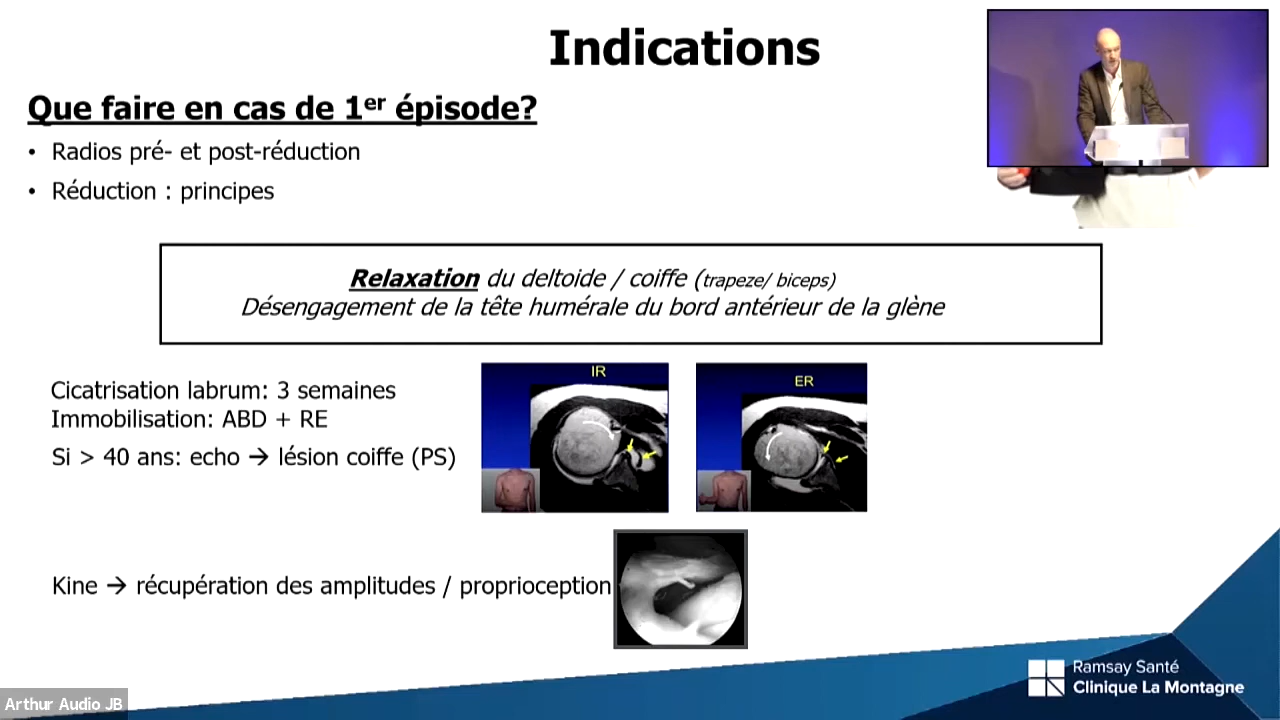 Indications
Que faire en cas de 1er épisode?
• Radios pré- et post-réduction
• Réduction : principes
Relaxation du deltoide / coiffe (trapeze/ biceps)
Désengagement de la tête humérale du bord antérieur de la glène
Cicatrisation labrum: 3 semaines
Immobilisation: ABD + RE
Si > 40 ans: echo → lésion coiffe (PS)
IR
ER
Kine → récupération des amplitudes / proprioception
Ramsay Santé
Clinique La Montagne
Arthur Audio JB